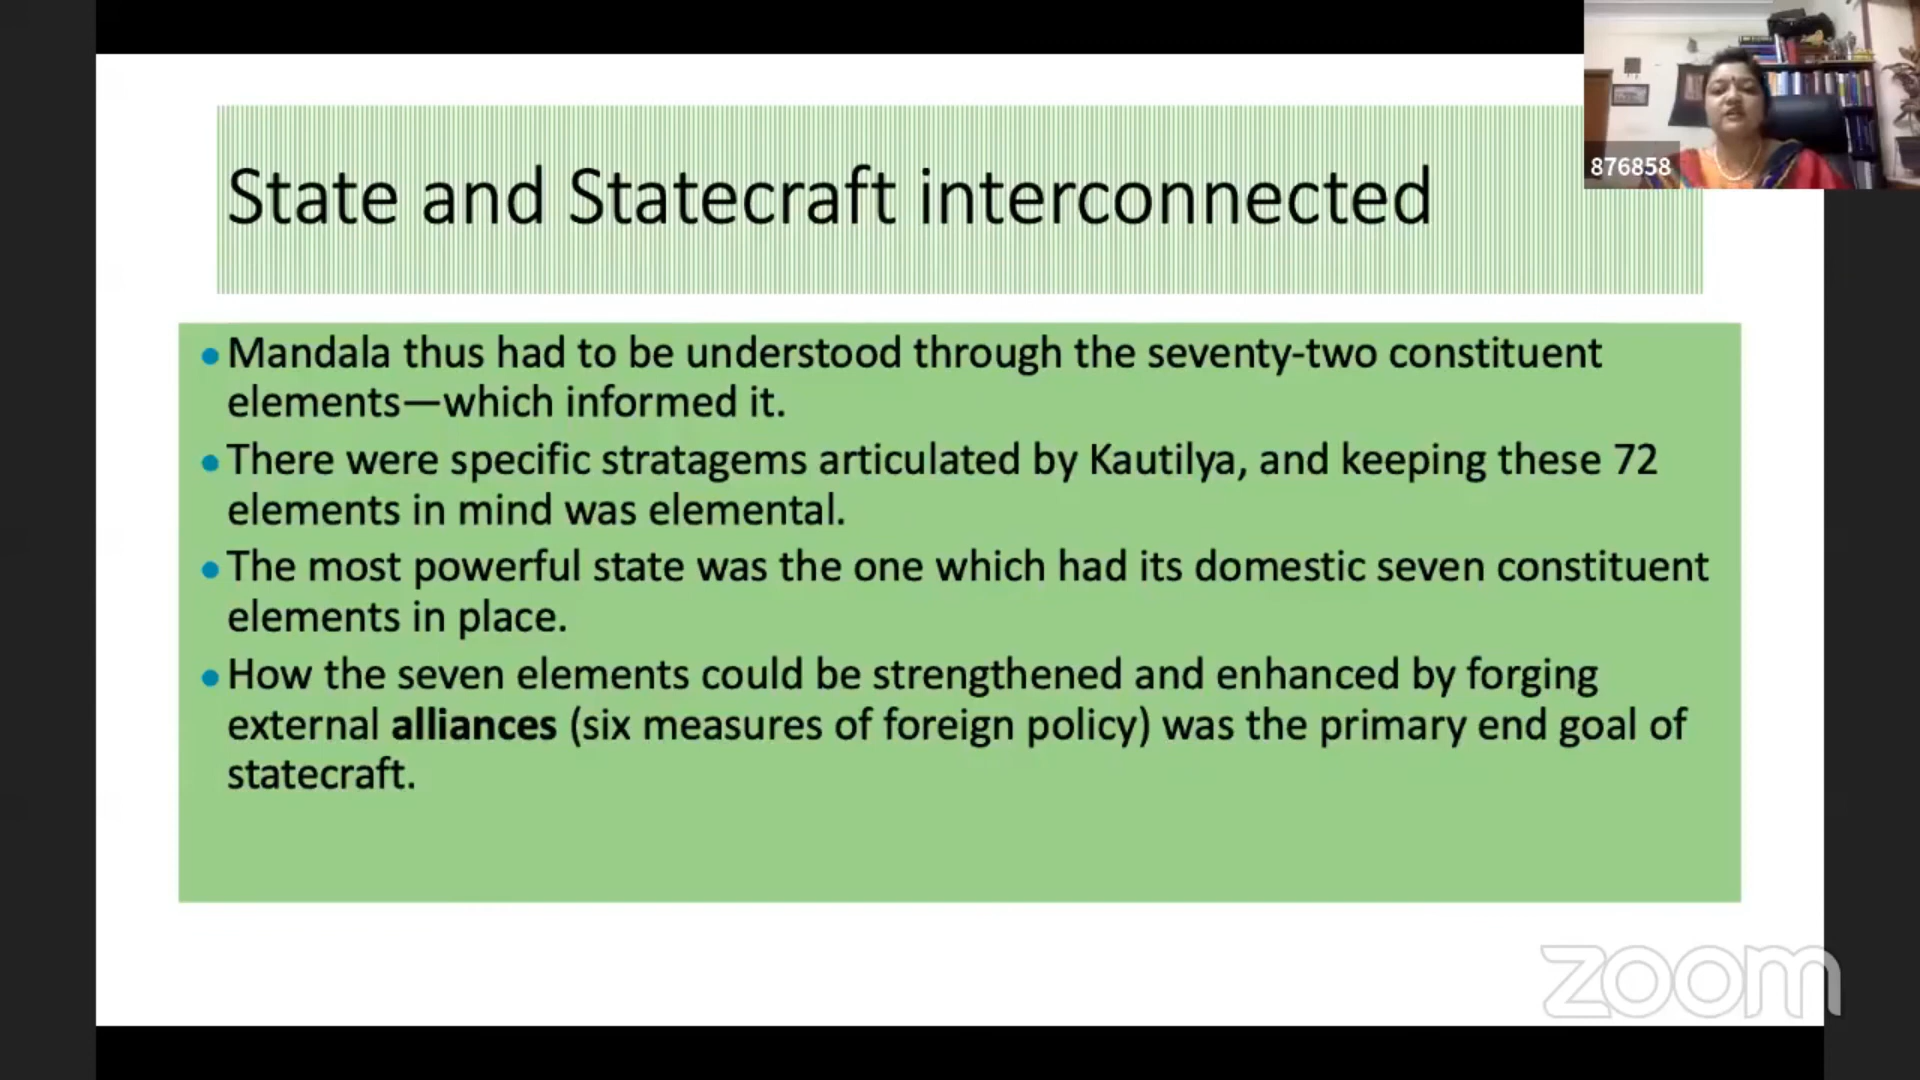 State and Statecraft interconnected
876858
•Mandala thus had to be understood through the seventy-two constituent
elements—which informed it.
•There were specific stratagems articulated by Kautilya, and keeping these 72
elements in mind was elemental.
•The most powerful state was the one which had its domestic seven constituent
elements in place.
•How the seven elements could be strengthened and enhanced by forging
external alliances (six measures of foreign policy) was the primary end goal of
statecraft.
zoom